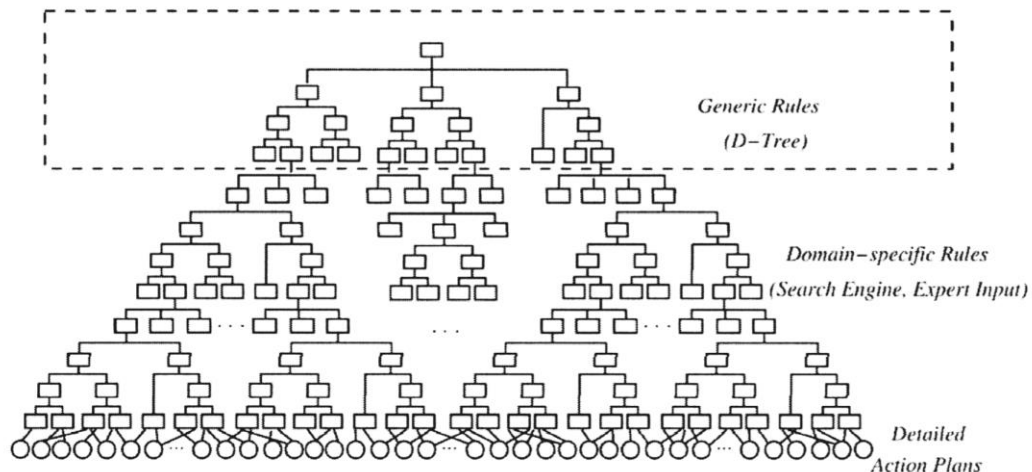 Generic Rules
(D-Tree)
Domain-specific Rules
(Search Engine, Expert Input)
. . .
. . .
. . .
Detailed
Action Plans
...
...
...
...